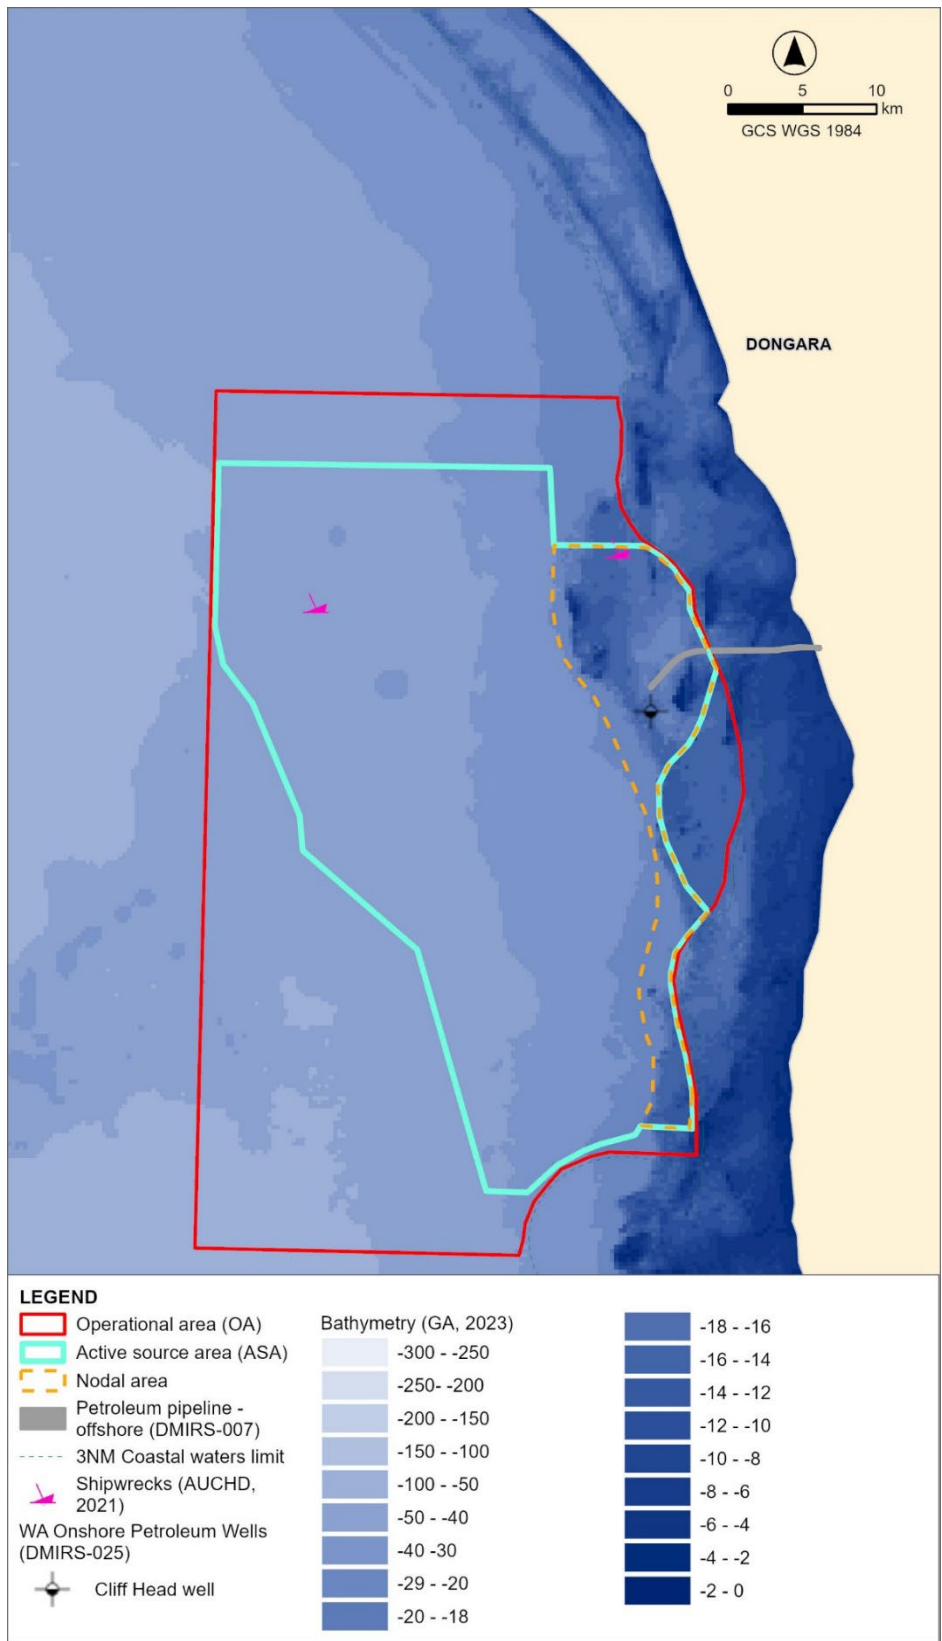 0 5 10
km
GCS WGS 1984
DONGARA
LEGEND
Operational area (OA)
Active source area (ASA)
Nodal area
Petroleum pipeline -
offshore (DMIRS-007)
3NM Coastal waters limit
Shipwrecks (AUCHD,
2021)
WA Onshore Petroleum Wells
(DMIRS-025)
Cliff Head well
Bathymetry (GA, 2023)
-300 - -250
-250- -200
-200 - -150
-150 - -100
-100 - -50
-50 - -40
-40 -30
-29 - -20
-20 - -18
-18 - -16
-16 - -14
-14 - -12
-12 - -10
-10 - -8
-8 - -6
-6 - -4
-4 - -2
-2 - 0